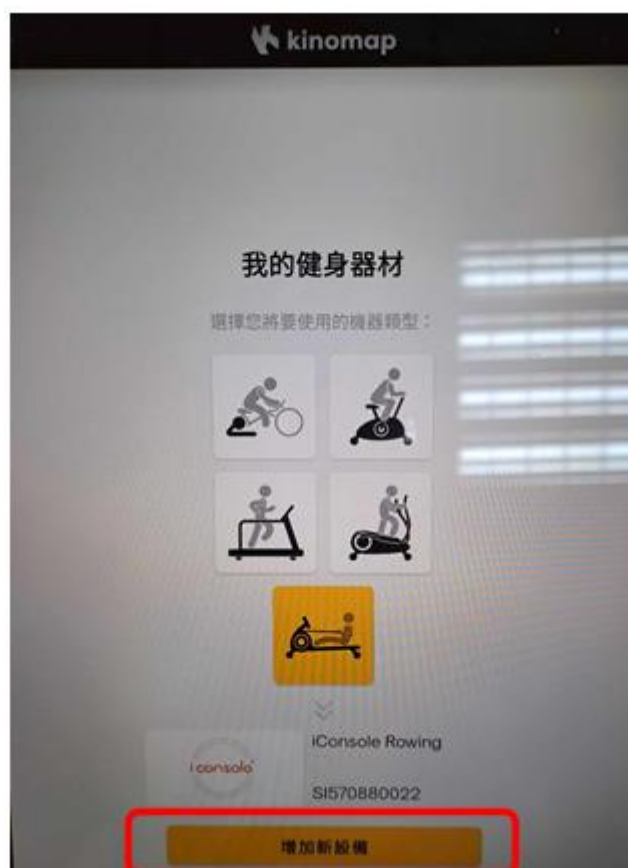 kinomap
我的健身器材
選擇您將要使用的機器類型：
iConsole Rowing
iconsole
SI570880022
增加新設備